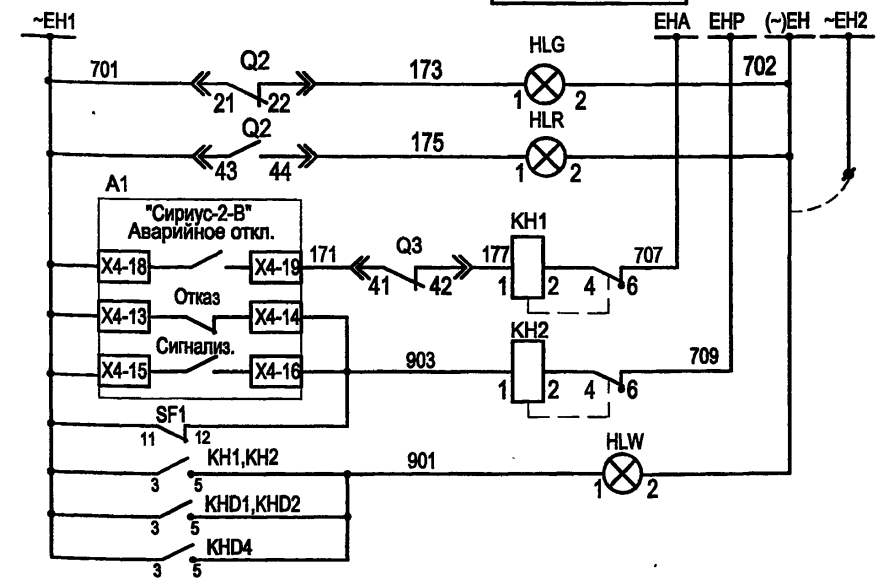 ~EH1 EHA EHP (~)EH ~EH2
701 Q2 173 HLG 702
21 22 1 2
Q2 175 HLR
43 44 1 2
A1
"Сириус-2-В"
Аварийное откл.
X4-18 X4-19 171 Q3 177 KH1 707
41 42 1 2 4 6
Отказ
X4-13 X4-14
Сигнализ. KH2
X4-15 X4-16 903 709
1 2 4 6
SF1
11 12
KH1,KH2 901 HLW
3 5 1 2
KHD1,KHD2
3 5
KHD4
3 5